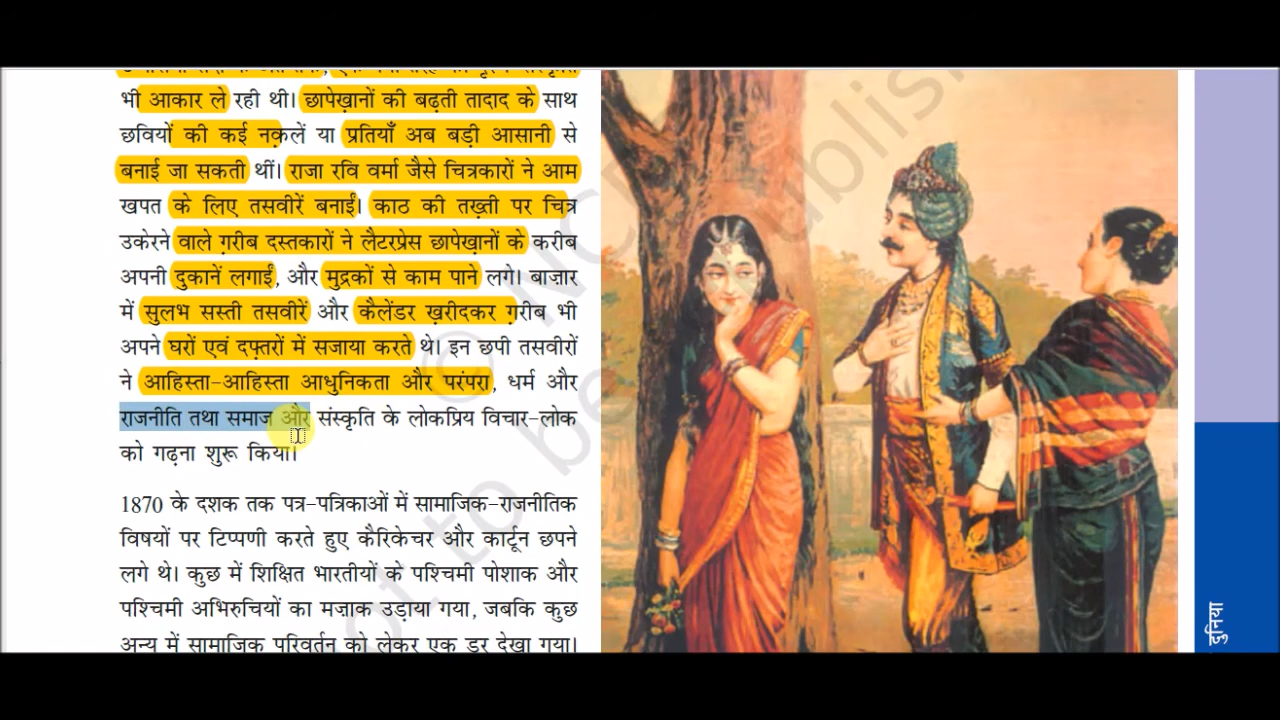 भी आकार ले रही थी। छापेख़ानों की बढ़ती तादाद के साथ
छवियों की कई नक़लें या प्रतियाँ अब बड़ी आसानी से
बनाई जा सकती थीं। राजा रवि वर्मा जैसे चित्रकारों ने आम
खपत के लिए तसवीरें बनाईं। काठ की तख़्ती पर चित्र
उकेरने वाले ग़रीब दस्तकारों ने लैटरप्रेस छापेख़ानों के करीब
अपनी दुकानें लगाईं, और मुद्रकों से काम पाने लगे। बाज़ार
में सुलभ सस्ती तसवीरें और कैलेंडर ख़रीदकर ग़रीब भी
अपने घरों एवं दफ़्तरों में सजाया करते थे। इन छपी तसवीरों
ने आहिस्ता-आहिस्ता आधुनिकता और परंपरा, धर्म और
राजनीति तथा समाज और संस्कृति के लोकप्रिय विचार-लोक
को गढ़ना शुरू किया।
1870 के दशक तक पत्र-पत्रिकाओं में सामाजिक-राजनीतिक
विषयों पर टिप्पणी करते हुए कैरिकेचर और कार्टून छपने
लगे थे। कुछ में शिक्षित भारतीयों के पश्चिमी पोशाक और
पश्चिमी अभिरुचियों का मज़ाक उड़ाया गया, जबकि कुछ
अन्य में सामाजिक परिवर्तन को लेकर एक डर देखा गया।
दुनिया